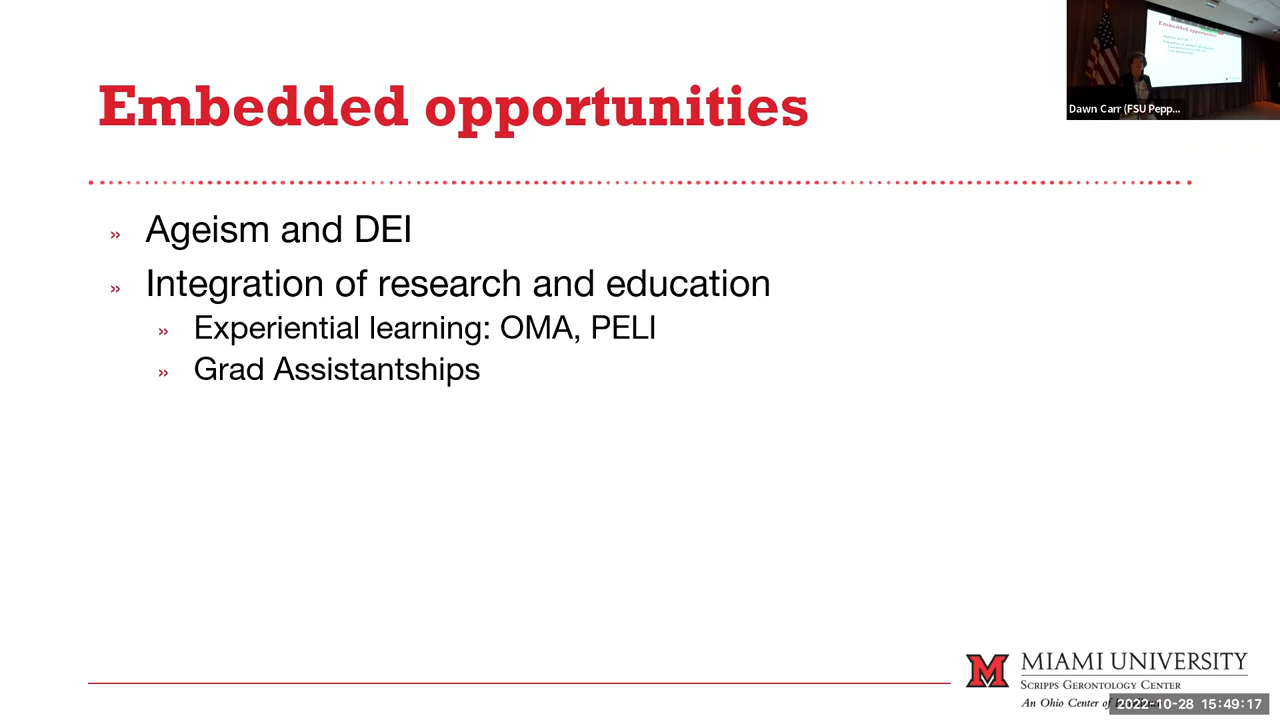 Embedded opportunities
» Ageism and DEI
» Integration of research and education
» Experiential learning: OMA, PELI
» Grad Assistantships
Embedded
Dawn Carr (FSU Pepp...
M
MIAMI UNIVERSITY
SCRIPPS GERONTOLOGY CENTER
An Ohio Center of
2022-10-28 15:49:17